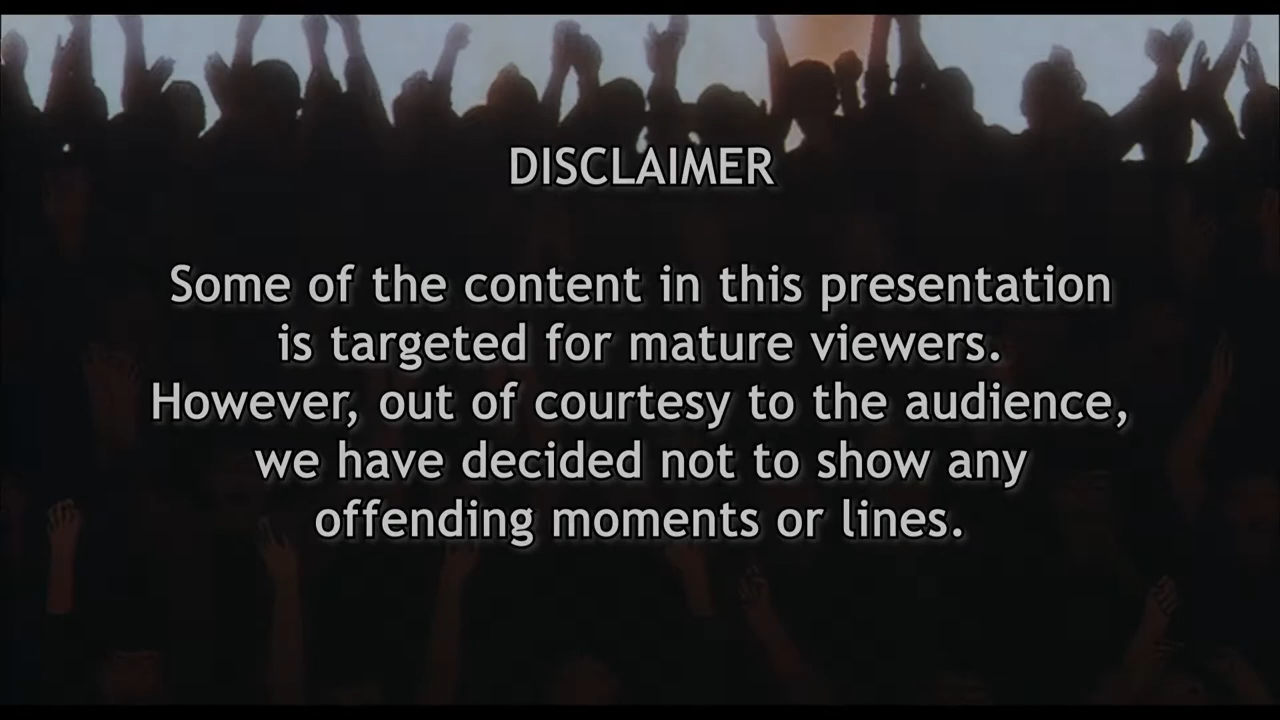 DISCLAIMER
Some of the content in this presentation
is targeted for mature viewers.
However, out of courtesy to the audience,
we have decided not to show any
offending moments or lines.